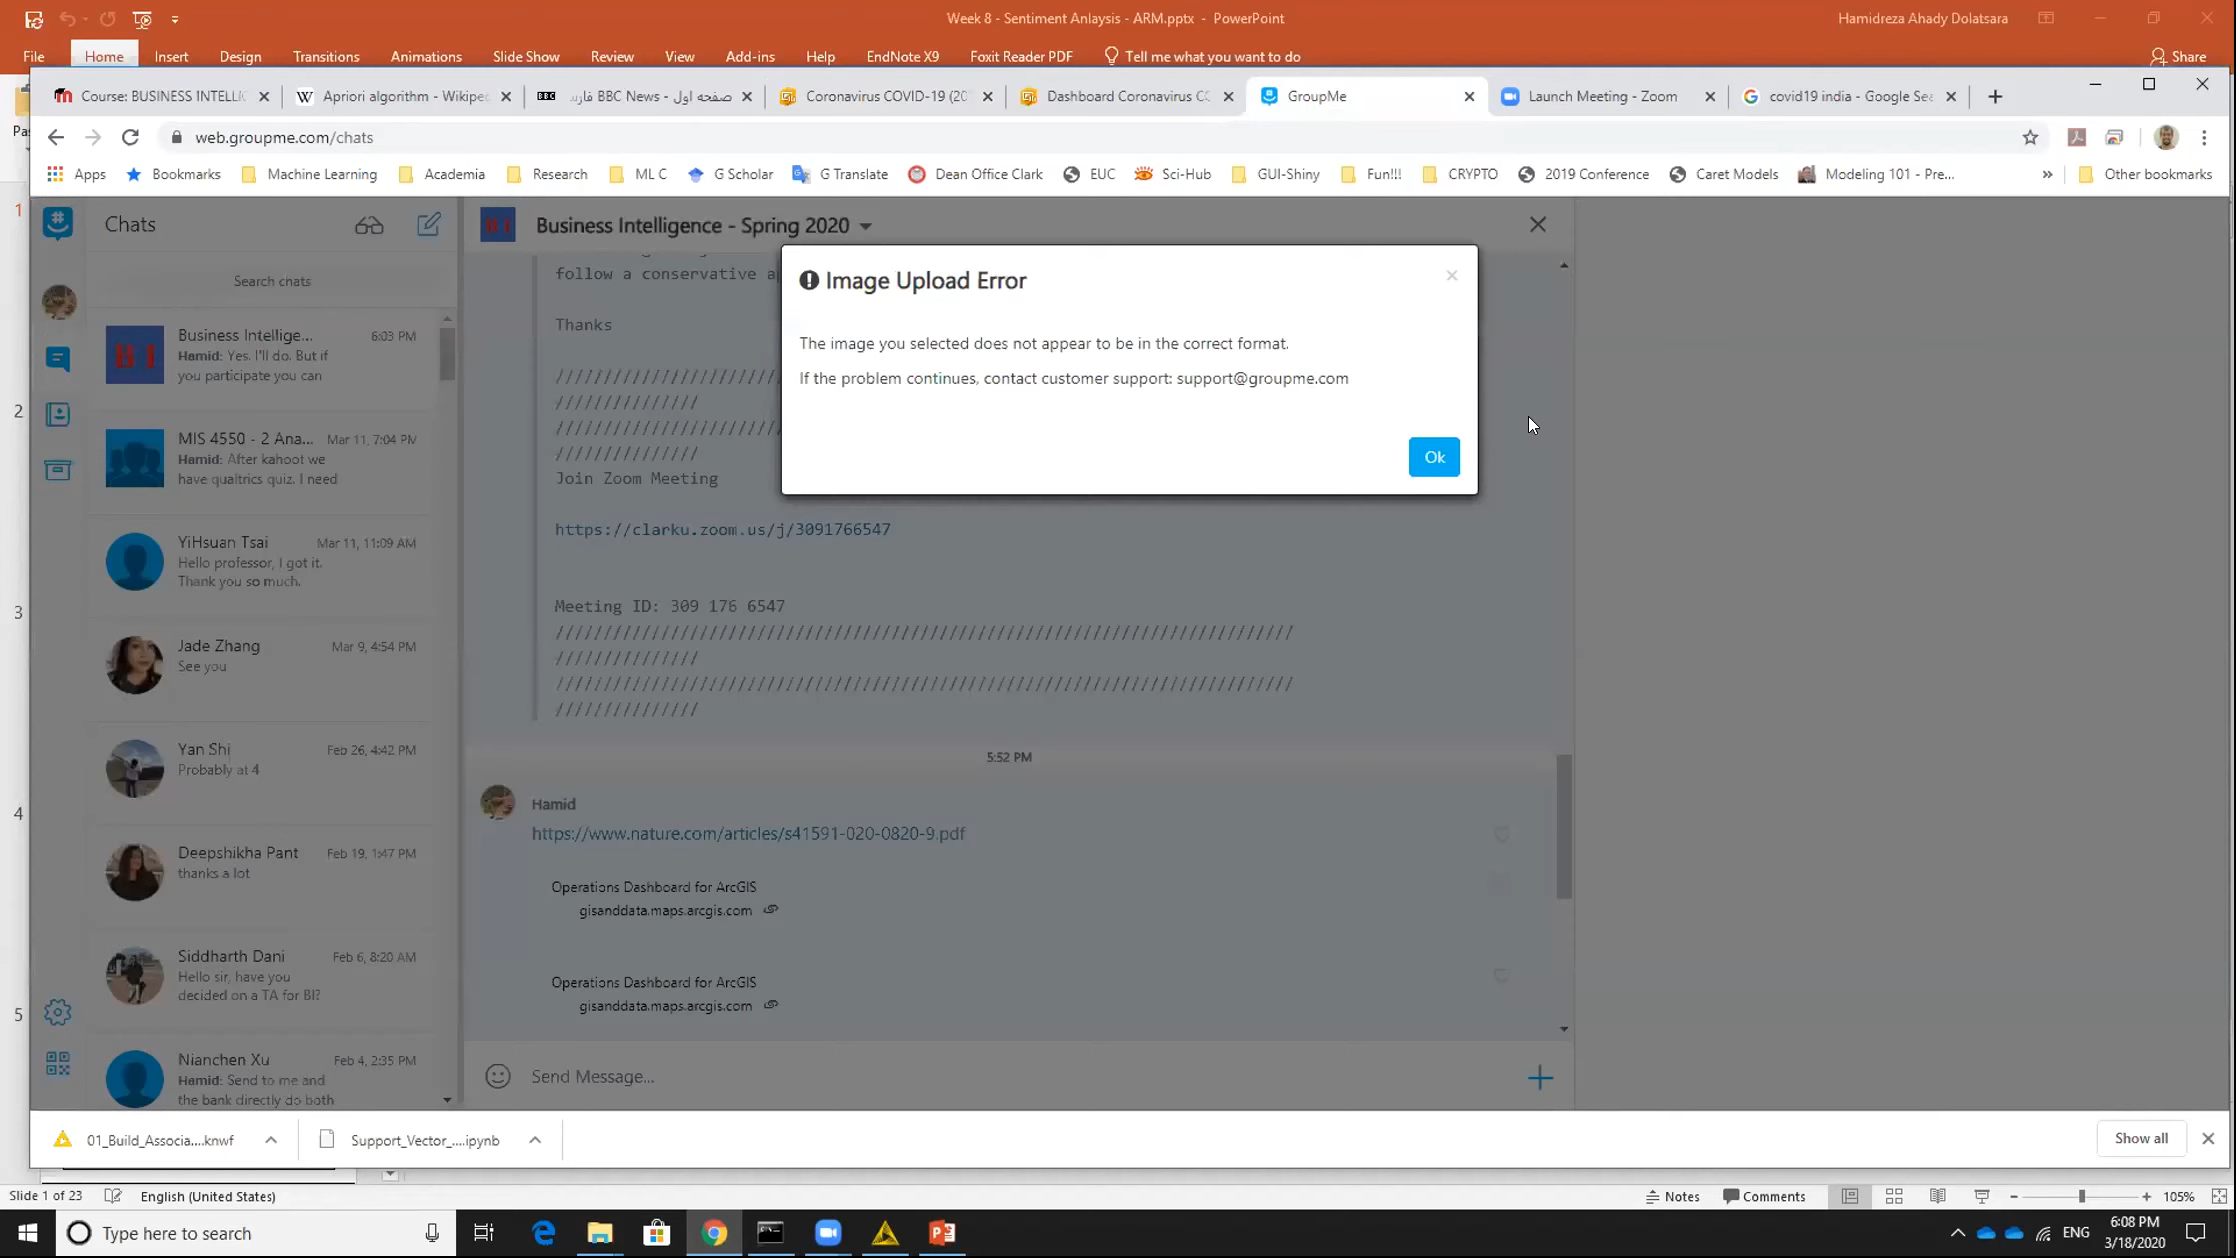 Week 8 - Sentiment Anlaysis - ARM.pptx - PowerPoint
Hamidreza Ahady Dolatsara
File Home Insert Design Transitions Animations Slide Show Review View Add-ins Help EndNote X9 Foxit Reader PDF Tell me what you want to do Share
Course: BUSINESS INTELLI
Apriori algorithm - Wikipe
صفحه اول - BBC News فارس
Coronavirus COVID-19 (20
Dashboard Coronavirus CC
GroupMe
Launch Meeting - Zoom
covid19 india - Google Sea
web.groupme.com/chats
Apps Bookmarks Machine Learning Academia Research ML C G Scholar G Translate Dean Office Clark EUC Sci-Hub GUI-Shiny Fun!!! CRYPTO 2019 Conference Caret Models Modeling 101 - Pre... » Other bookmarks
1
2
3
4
5
Chats
Search chats
Business Intellige... 6:03 PM
Hamid: Yes. I'll do. But if
you participate you can
MIS 4550 - 2 Ana... Mar 11, 7:04 PM
Hamid: After kahoot we
have qualtrics quiz. I need
YiHsuan Tsai Mar 11, 11:09 AM
Hello professor, I got it.
Thank you so much.
Jade Zhang Mar 9, 4:54 PM
See you
Yan Shi Feb 26, 4:42 PM
Probably at 4
Deepshikha Pant Feb 19, 1:47 PM
thanks a lot
Siddharth Dani Feb 6, 8:20 AM
Hello sir, have you
decided on a TA for BI?
Nianchen Xu Feb 4, 2:35 PM
Hamid: Send to me and
the bank directly do both
BI Business Intelligence - Spring 2020
follow a conservative
Thanks
Image Upload Error
The image you selected does not appear to be in the correct format.
If the problem continues, contact customer support: support@groupme.com
Ok
///////////////////////
///////////////
///////////////////////
///////////////
Join Zoom Meeting
https://clarku.zoom.us/j/3091766547
Meeting ID: 309 176 6547
/////////////////////////////////////////////////////////////////////////////
///////////////
/////////////////////////////////////////////////////////////////////////////
///////////////
5:52 PM
Hamid
https://www.nature.com/articles/s41591-020-0820-9.pdf
Operations Dashboard for ArcGIS
gisanddata.maps.arcgis.com
Operations Dashboard for ArcGIS
gisanddata.maps.arcgis.com
Send Message...
01_Build_Associa....knwf
Support_Vector_....ipynb
Show all
Slide 1 of 23 English (United States) Notes Comments 105%
Type here to search
ENG
6:08 PM
3/18/2020